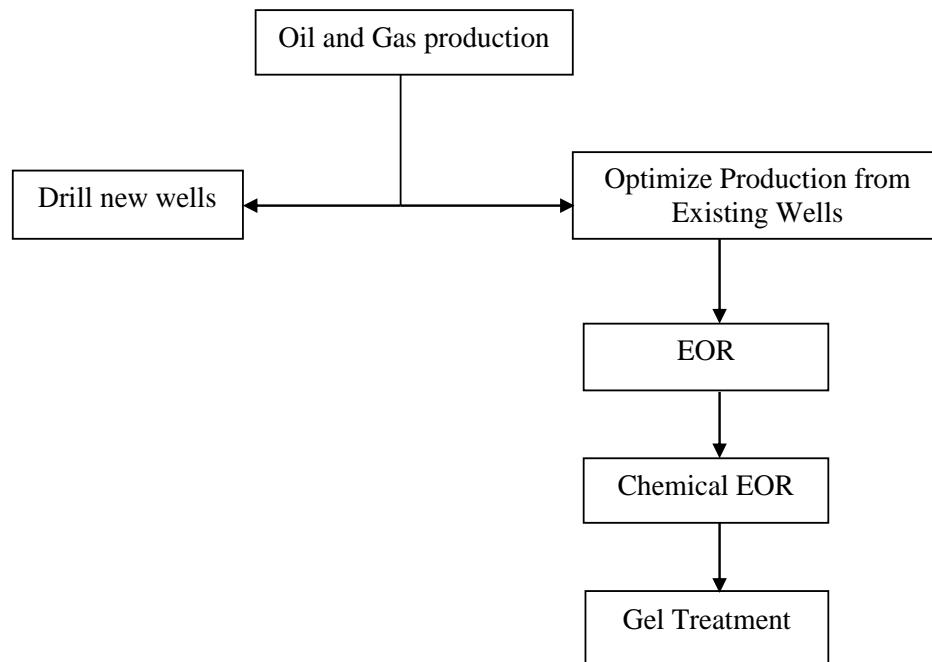 Oil and Gas production
Drill new wells
Optimize Production from
Existing Wells
EOR
Chemical EOR
Gel Treatment